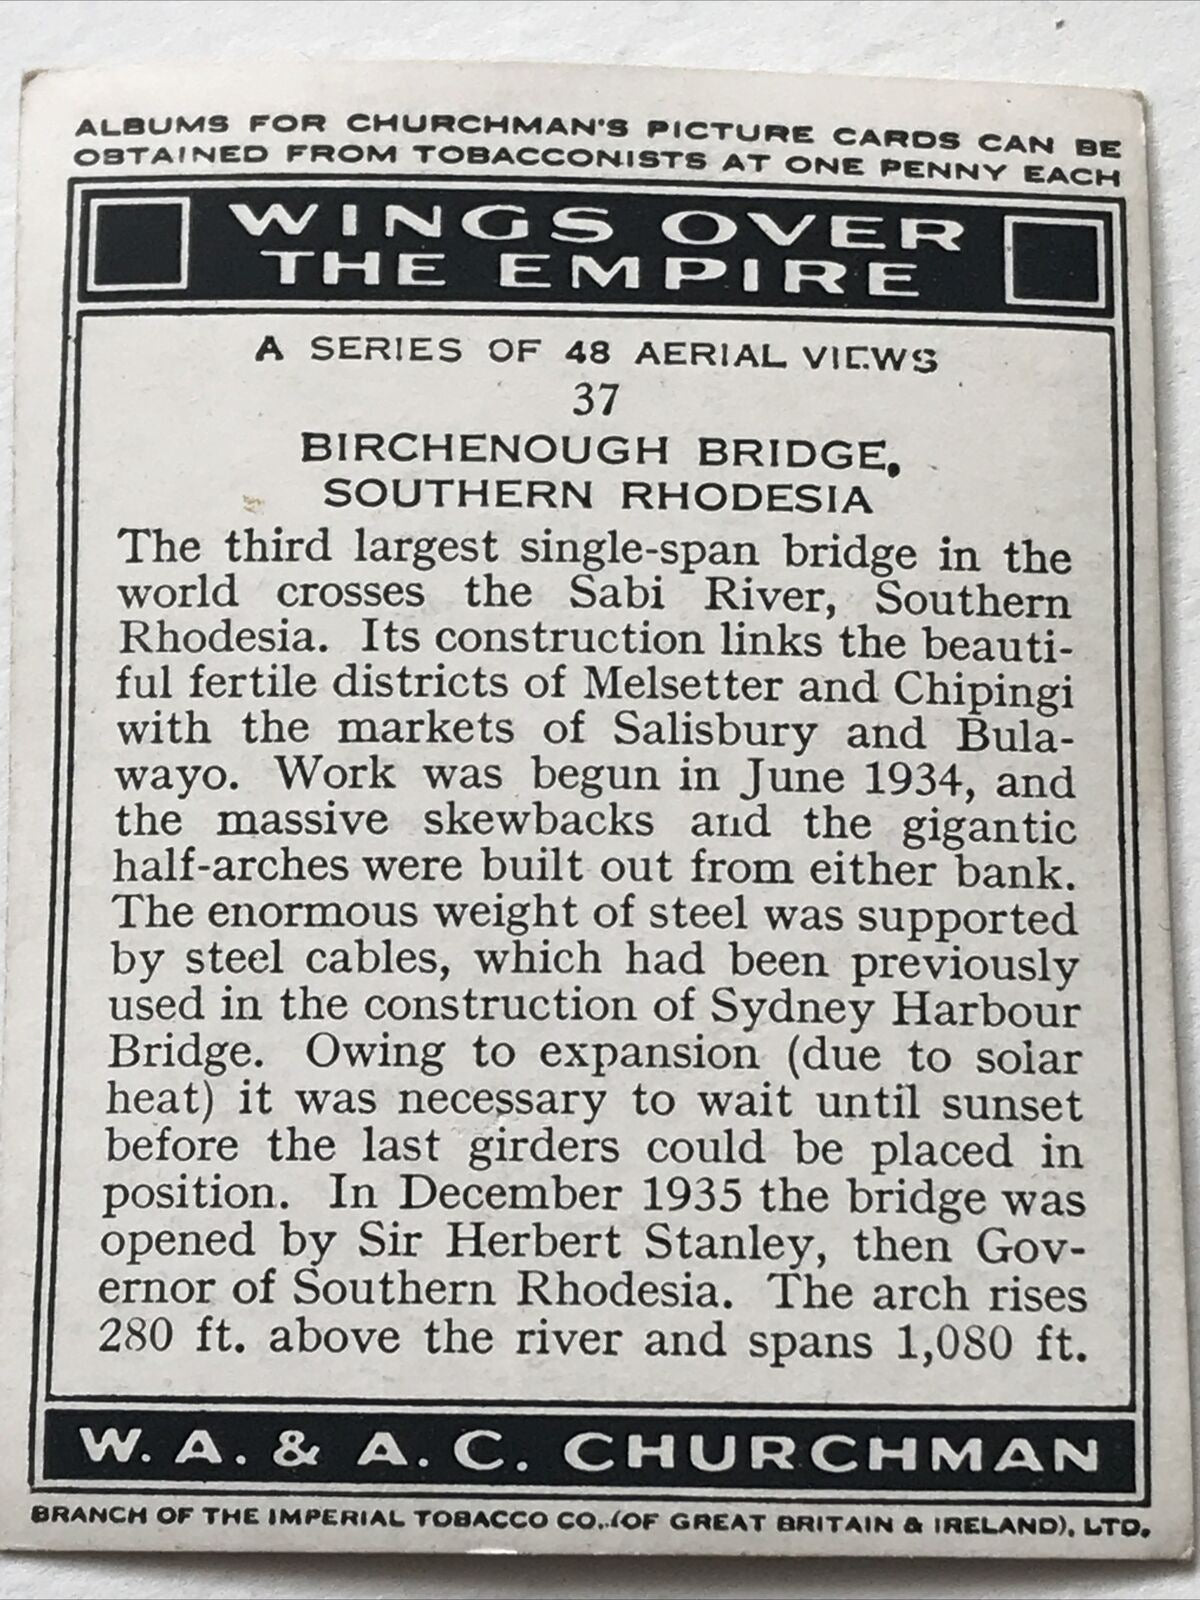 ALBUMS FOR CHURCHMAN'S PICTURE CARDS CAN BE
OBTAINED FROM TOBACCONISTS AT ONE PENNY EACH
WINGS OVER
THE EMPIRE
A SERIES OF 48 AERIAL VIEWS
37
BIRCHENOUGH BRIDGE,
SOUTHERN RHODESIA
The third largest single-span bridge in the
world crosses the Sabi River, Southern
Rhodesia. Its construction links the beauti-
ful fertile districts of Melsetter and Chipingi
with the markets of Salisbury and Bula-
wayo. Work was begun in June 1934, and
the massive skewbacks and the gigantic
half-arches were built out from either bank.
The enormous weight of steel was supported
by steel cables, which had been previously
used in the construction of Sydney Harbour
Bridge. Owing to expansion (due to solar
heat) it was necessary to wait until sunset
before the last girders could be placed in
position. In December 1935 the bridge was
opened by Sir Herbert Stanley, then Gov-
ernor of Southern Rhodesia. The arch rises
280 ft. above the river and spans 1,080 ft.
W. A. & A. C. CHURCHMAN
BRANCH OF THE IMPERIAL TOBACCO CO., (OF GREAT BRITAIN & IRELAND), LTD.